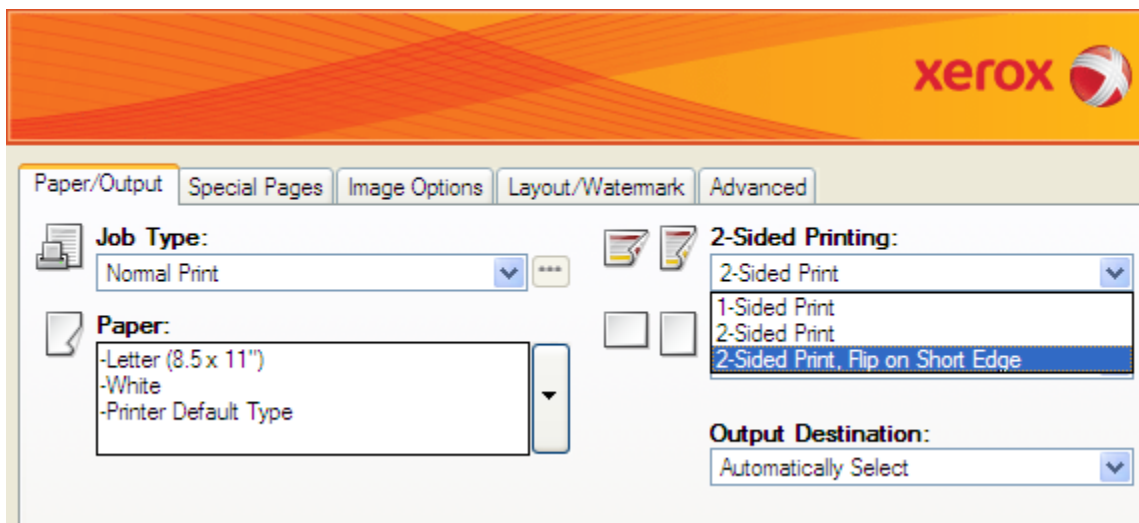 xerox
Paper/Output Special Pages Image Options Layout/Watermark Advanced
Job Type:
Normal Print
Paper:
-Letter (8.5 x 11")
-White
-Printer Default Type
2-Sided Printing:
2-Sided Print
1-Sided Print
2-Sided Print
2-Sided Print, Flip on Short Edge
Output Destination:
Automatically Select